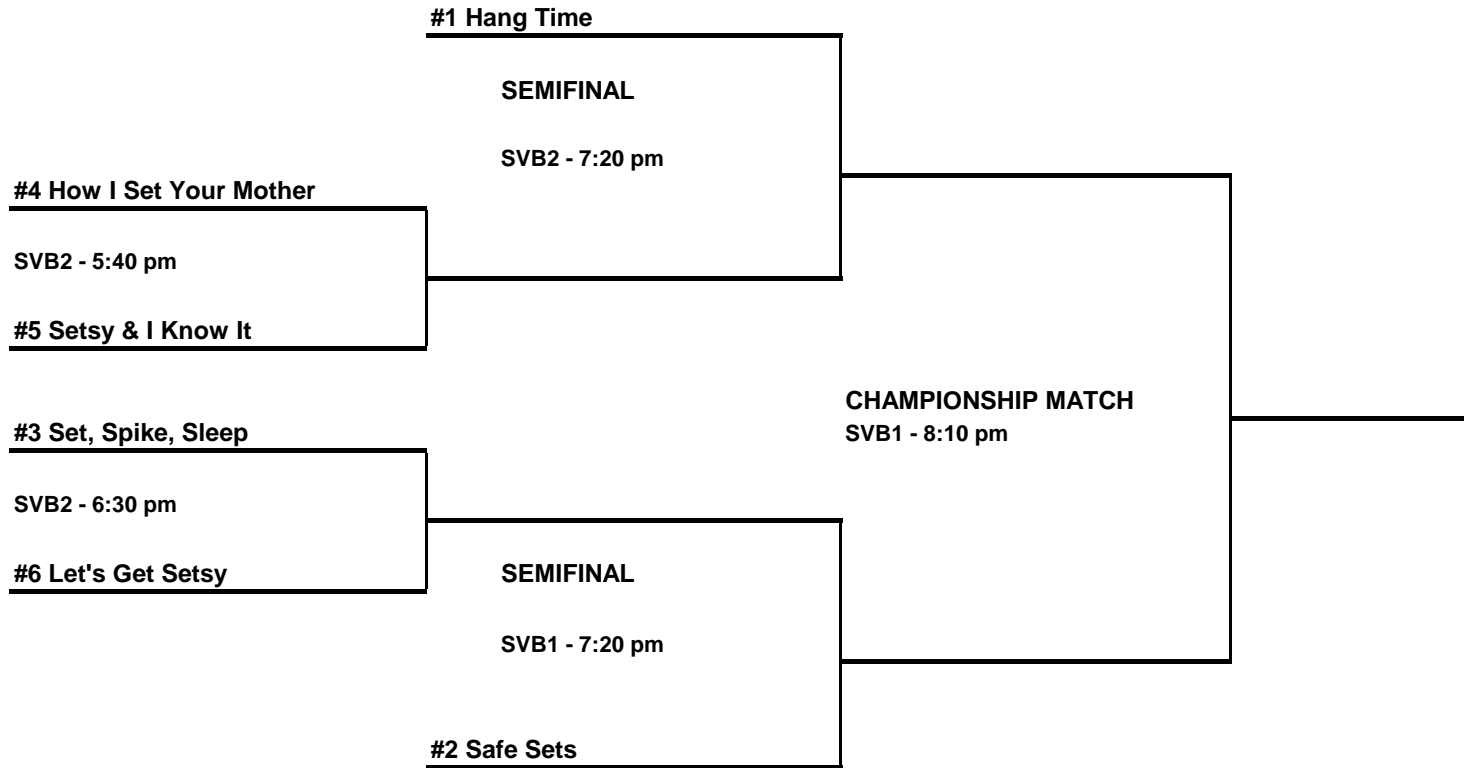 #1 Hang Time
SEMIFINAL
SVB2 - 7:20 pm
#4 How I Set Your Mother
SVB2 - 5:40 pm
#5 Setsy & I Know It
CHAMPIONSHIP MATCH
#3 Set, Spike, Sleep
SVB1 - 8:10 pm
SVB2 - 6:30 pm
#6 Let's Get Setsy
SEMIFINAL
SVB1 - 7:20 pm
#2 Safe Sets